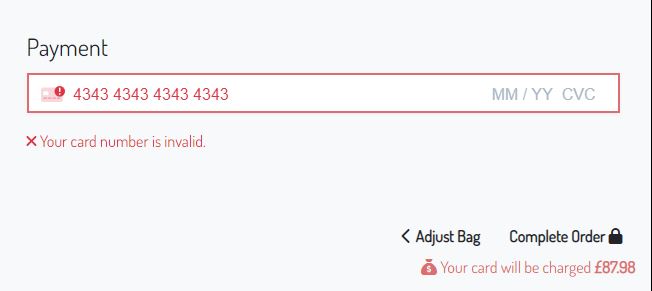 Payment
4343 4343 4343 4343 MM / YY CVC
Your card number is invalid.
Adjust Bag Complete Order
Your card will be charged £87.98